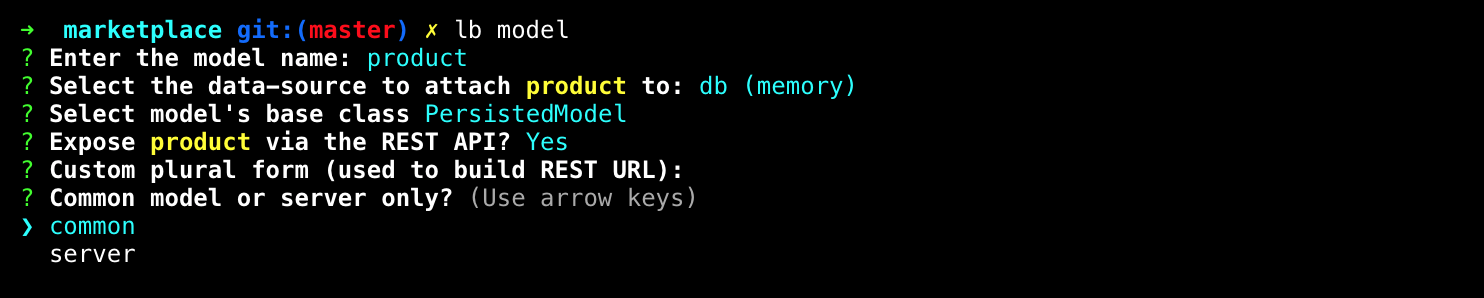 →  marketplace git:(master) ✗ lb model
? Enter the model name: product
? Select the data-source to attach product to: db (memory)
? Select model's base class PersistedModel
? Expose product via the REST API? Yes
? Custom plural form (used to build REST URL):
? Common model or server only? (Use arrow keys)
❯ common
  server